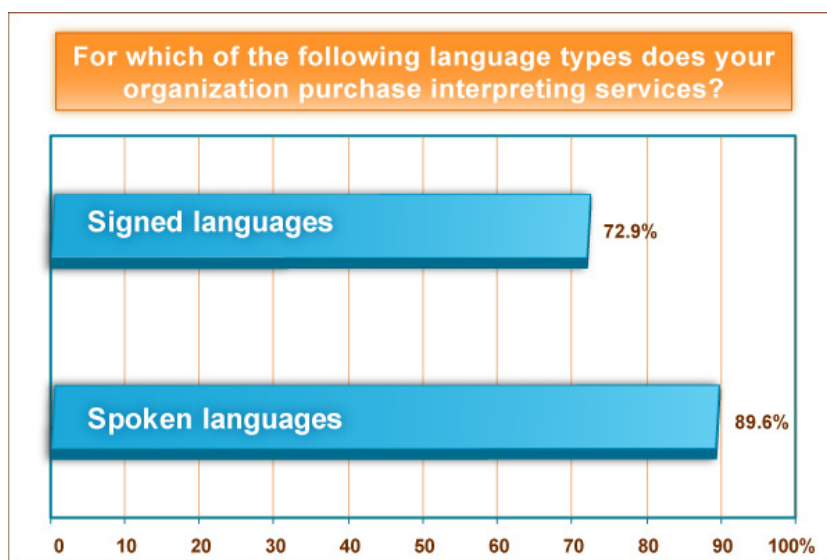 For which of the following language types does your
organization purchase interpreting services?
Signed languages
72.9%
Spoken languages
89.6%
0 10 20 30 40 50 60 70 80 90 100%